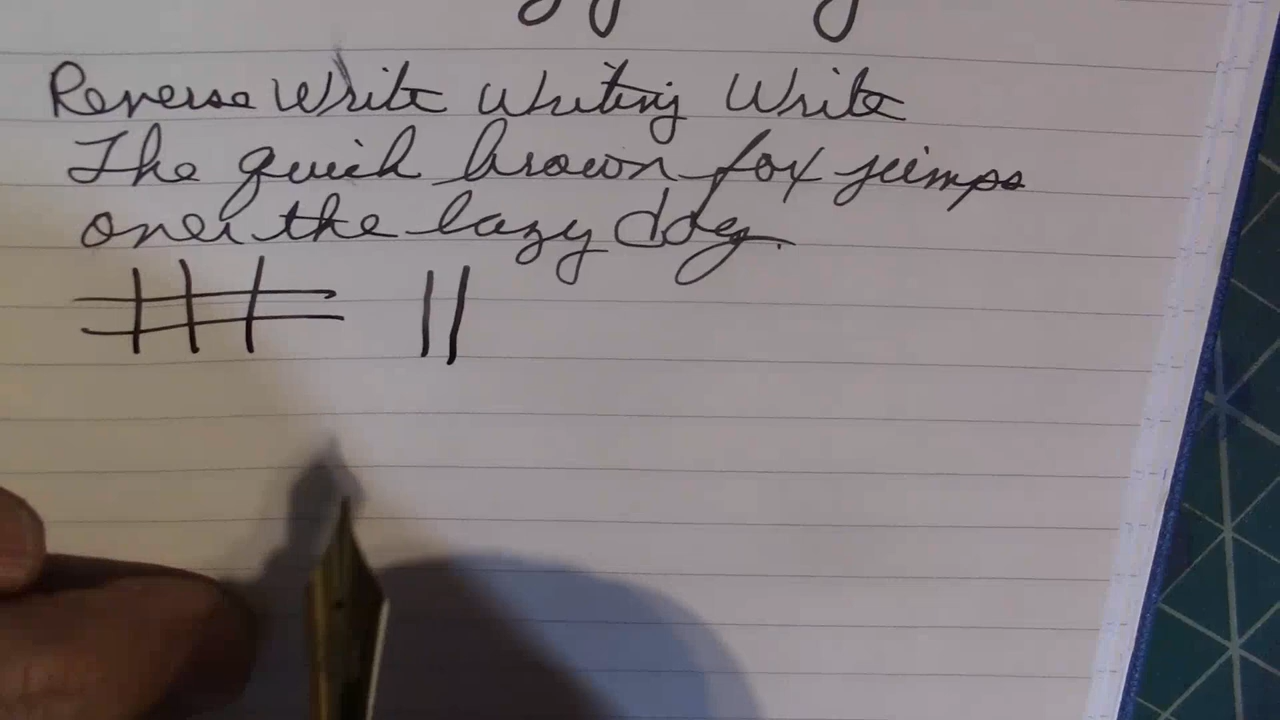 Reverse Write Writing Write
The quick brown fox jumps
over the lazy dog.